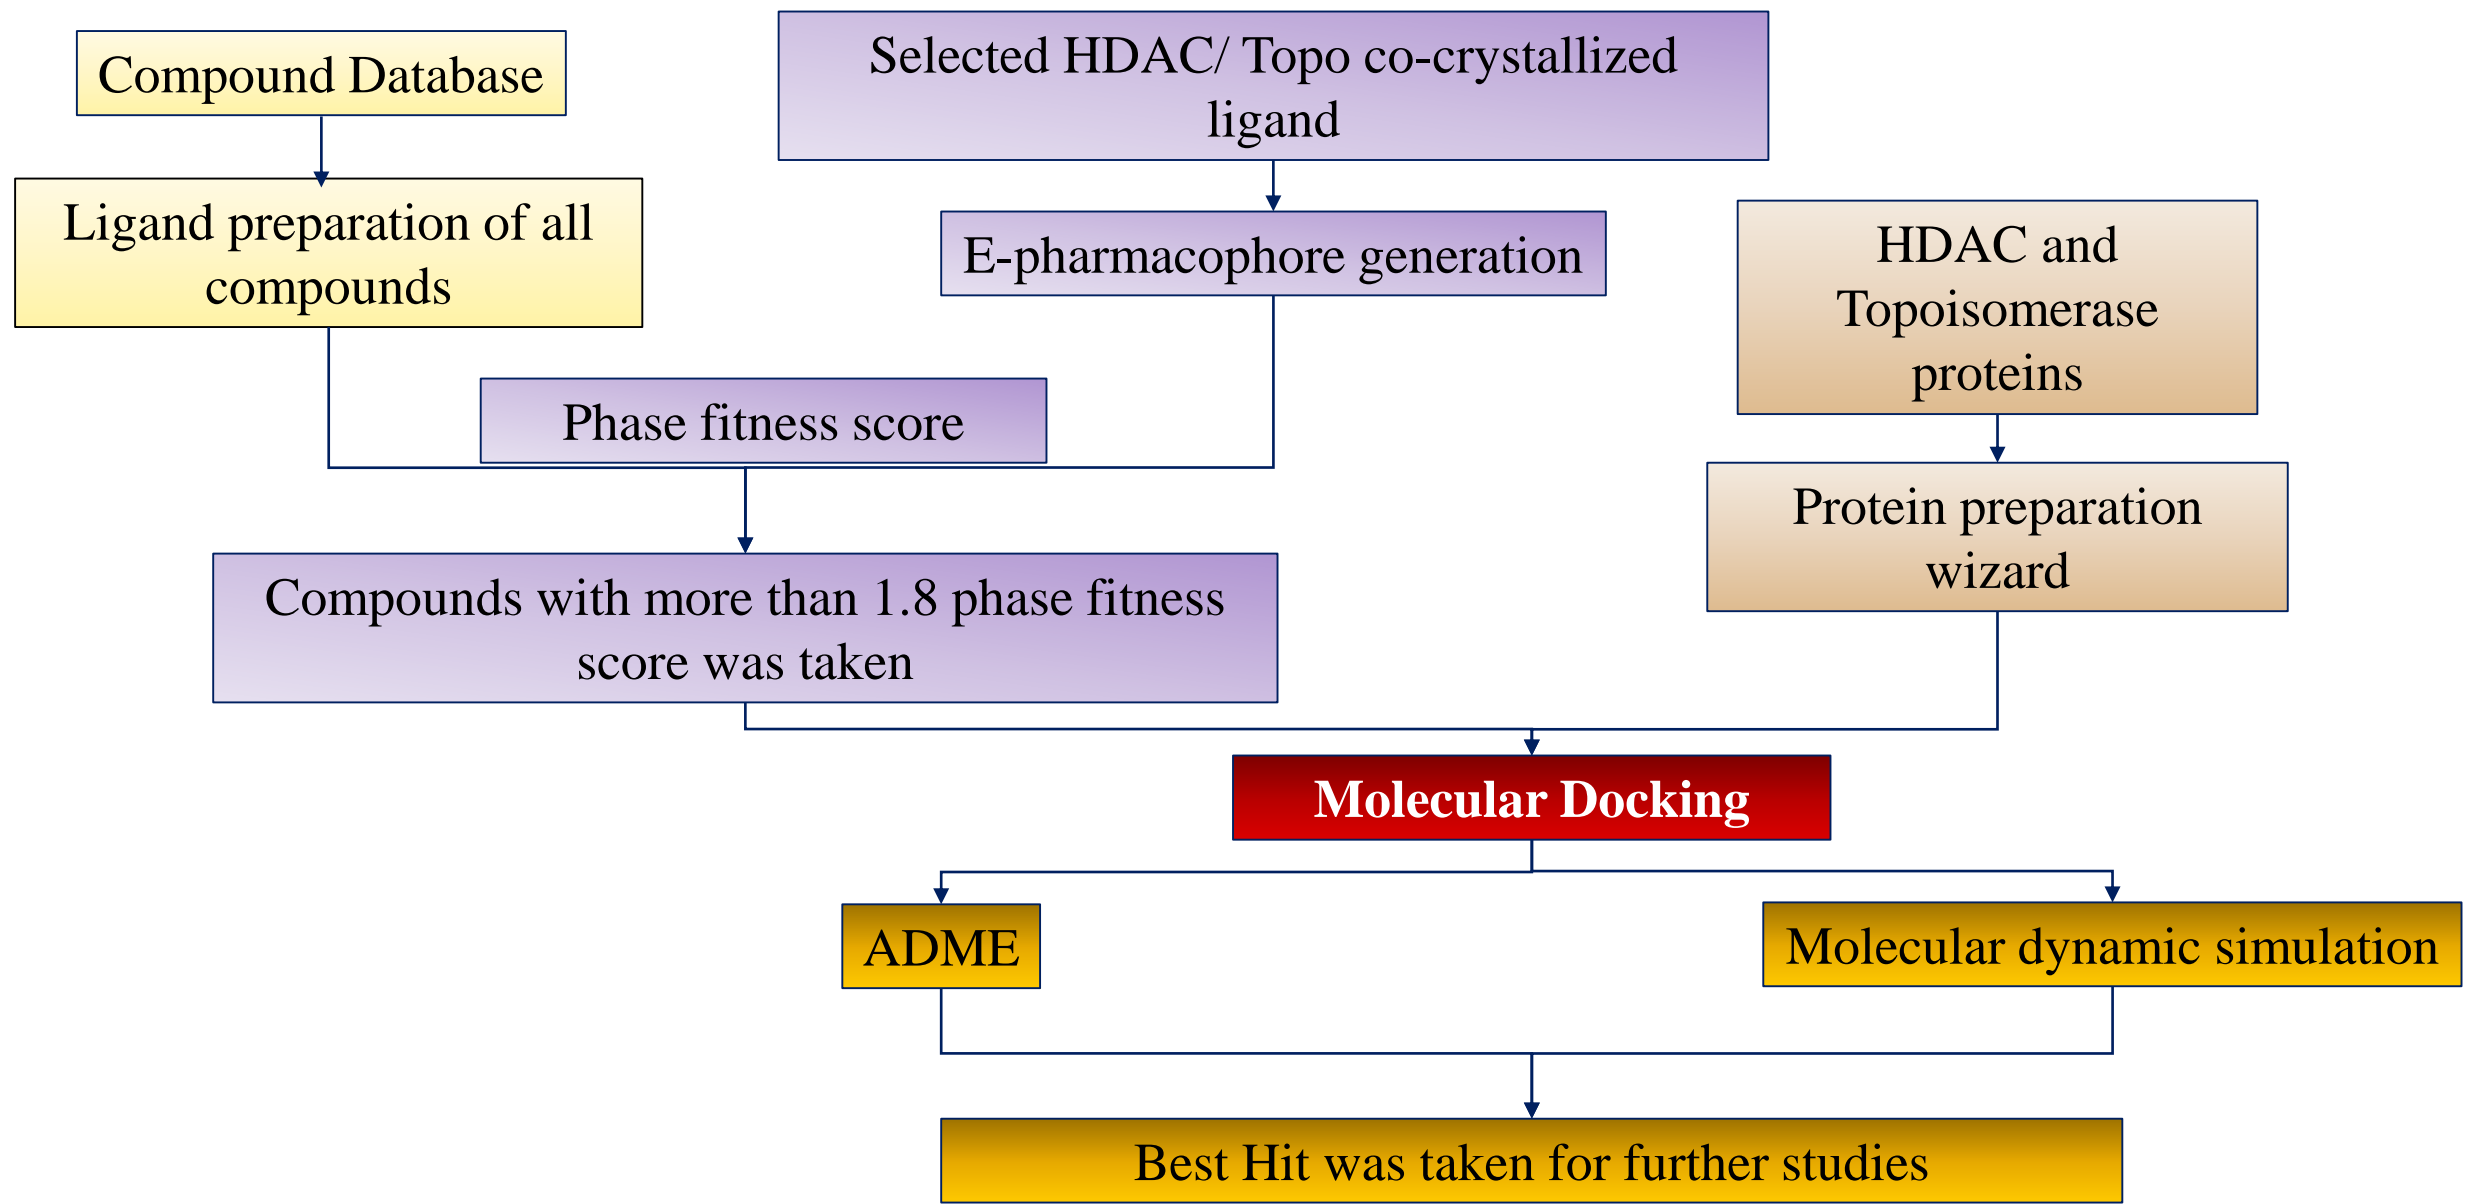 Compound Database
Selected HDAC/ Topo co-crystallized
ligand
Ligand preparation of all
compounds
E-pharmacophore generation
HDAC and
Topoisomerase
proteins
Phase fitness score
Protein preparation
wizard
Compounds with more than 1.8 phase fitness
score was taken
Molecular Docking
ADME
Molecular dynamic simulation
Best Hit was taken for further studies